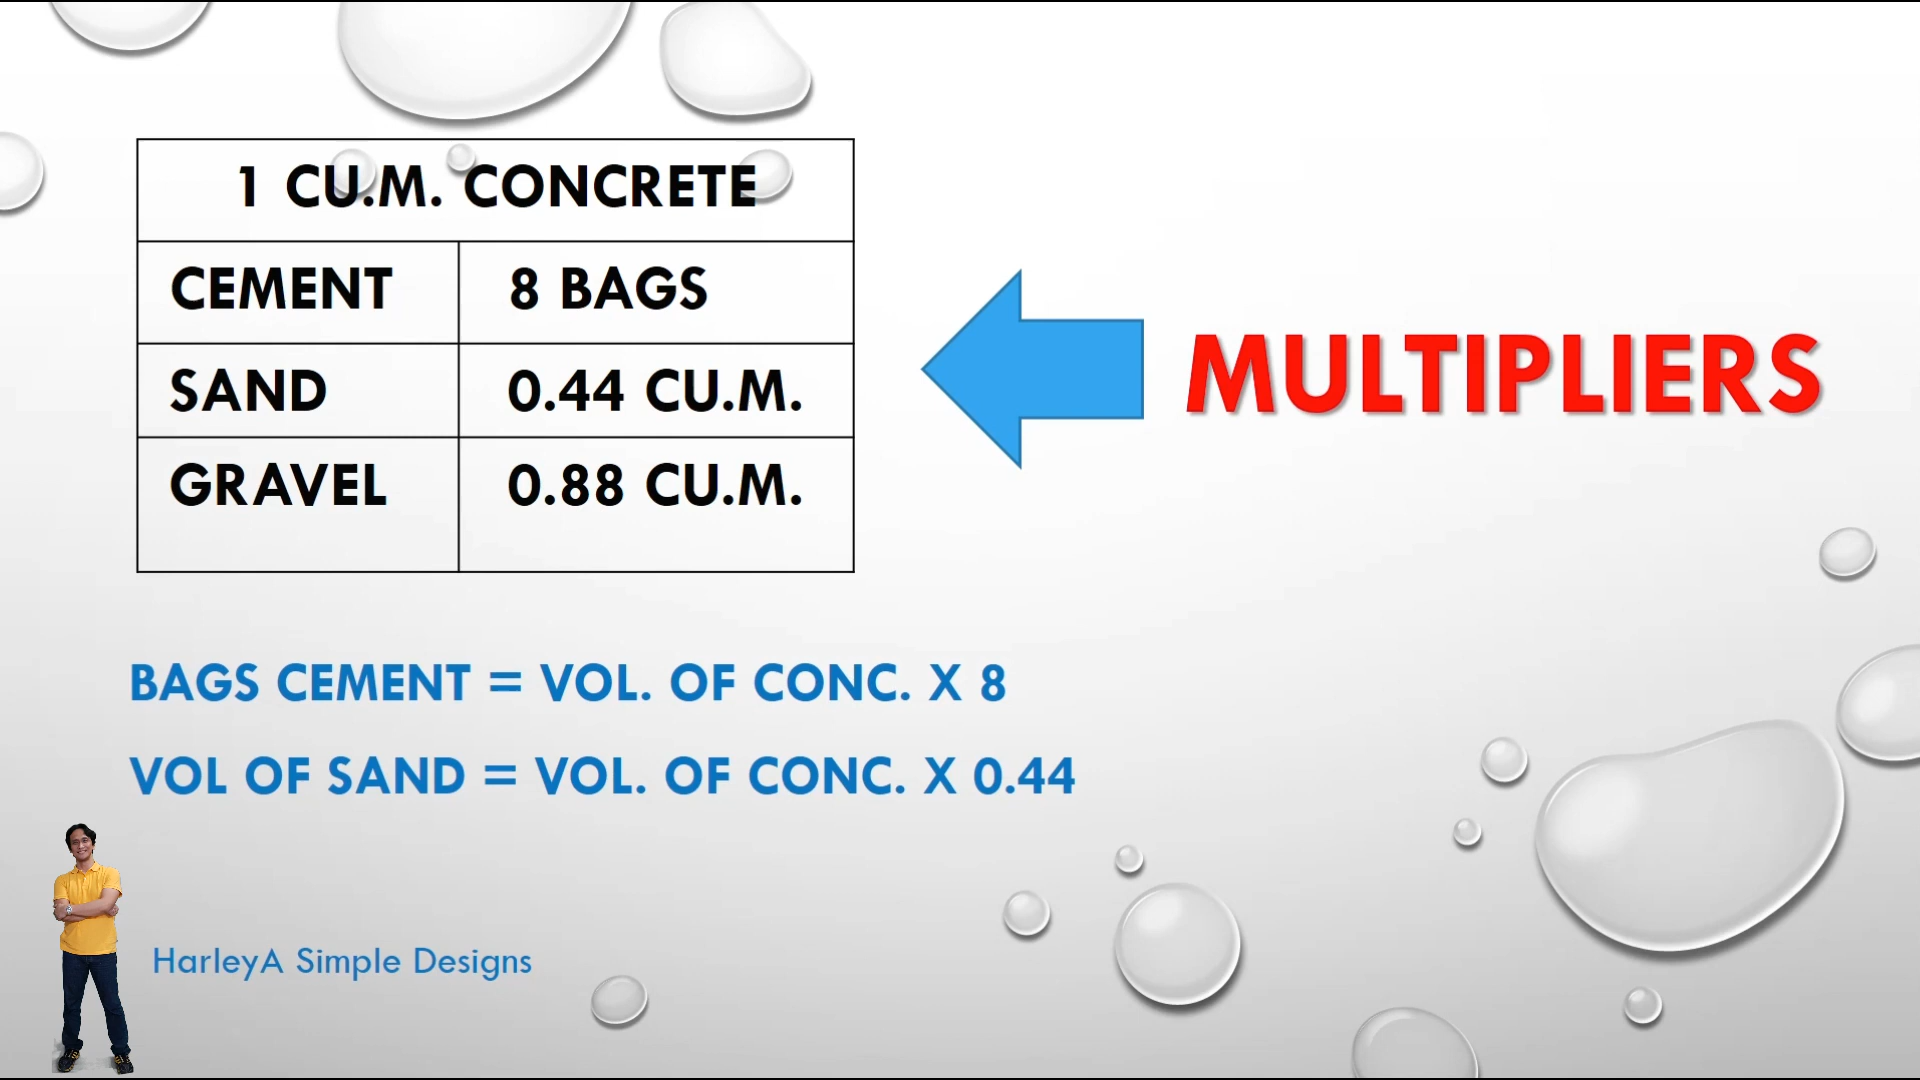 1 CU.M. CONCRETE
CEMENT 8 BAGS
SAND 0.44 CU.M.
GRAVEL 0.88 CU.M.
MULTIPLIERS
BAGS CEMENT = VOL. OF CONC. X 8
VOL OF SAND = VOL. OF CONC. X 0.44
HarleyA Simple Designs